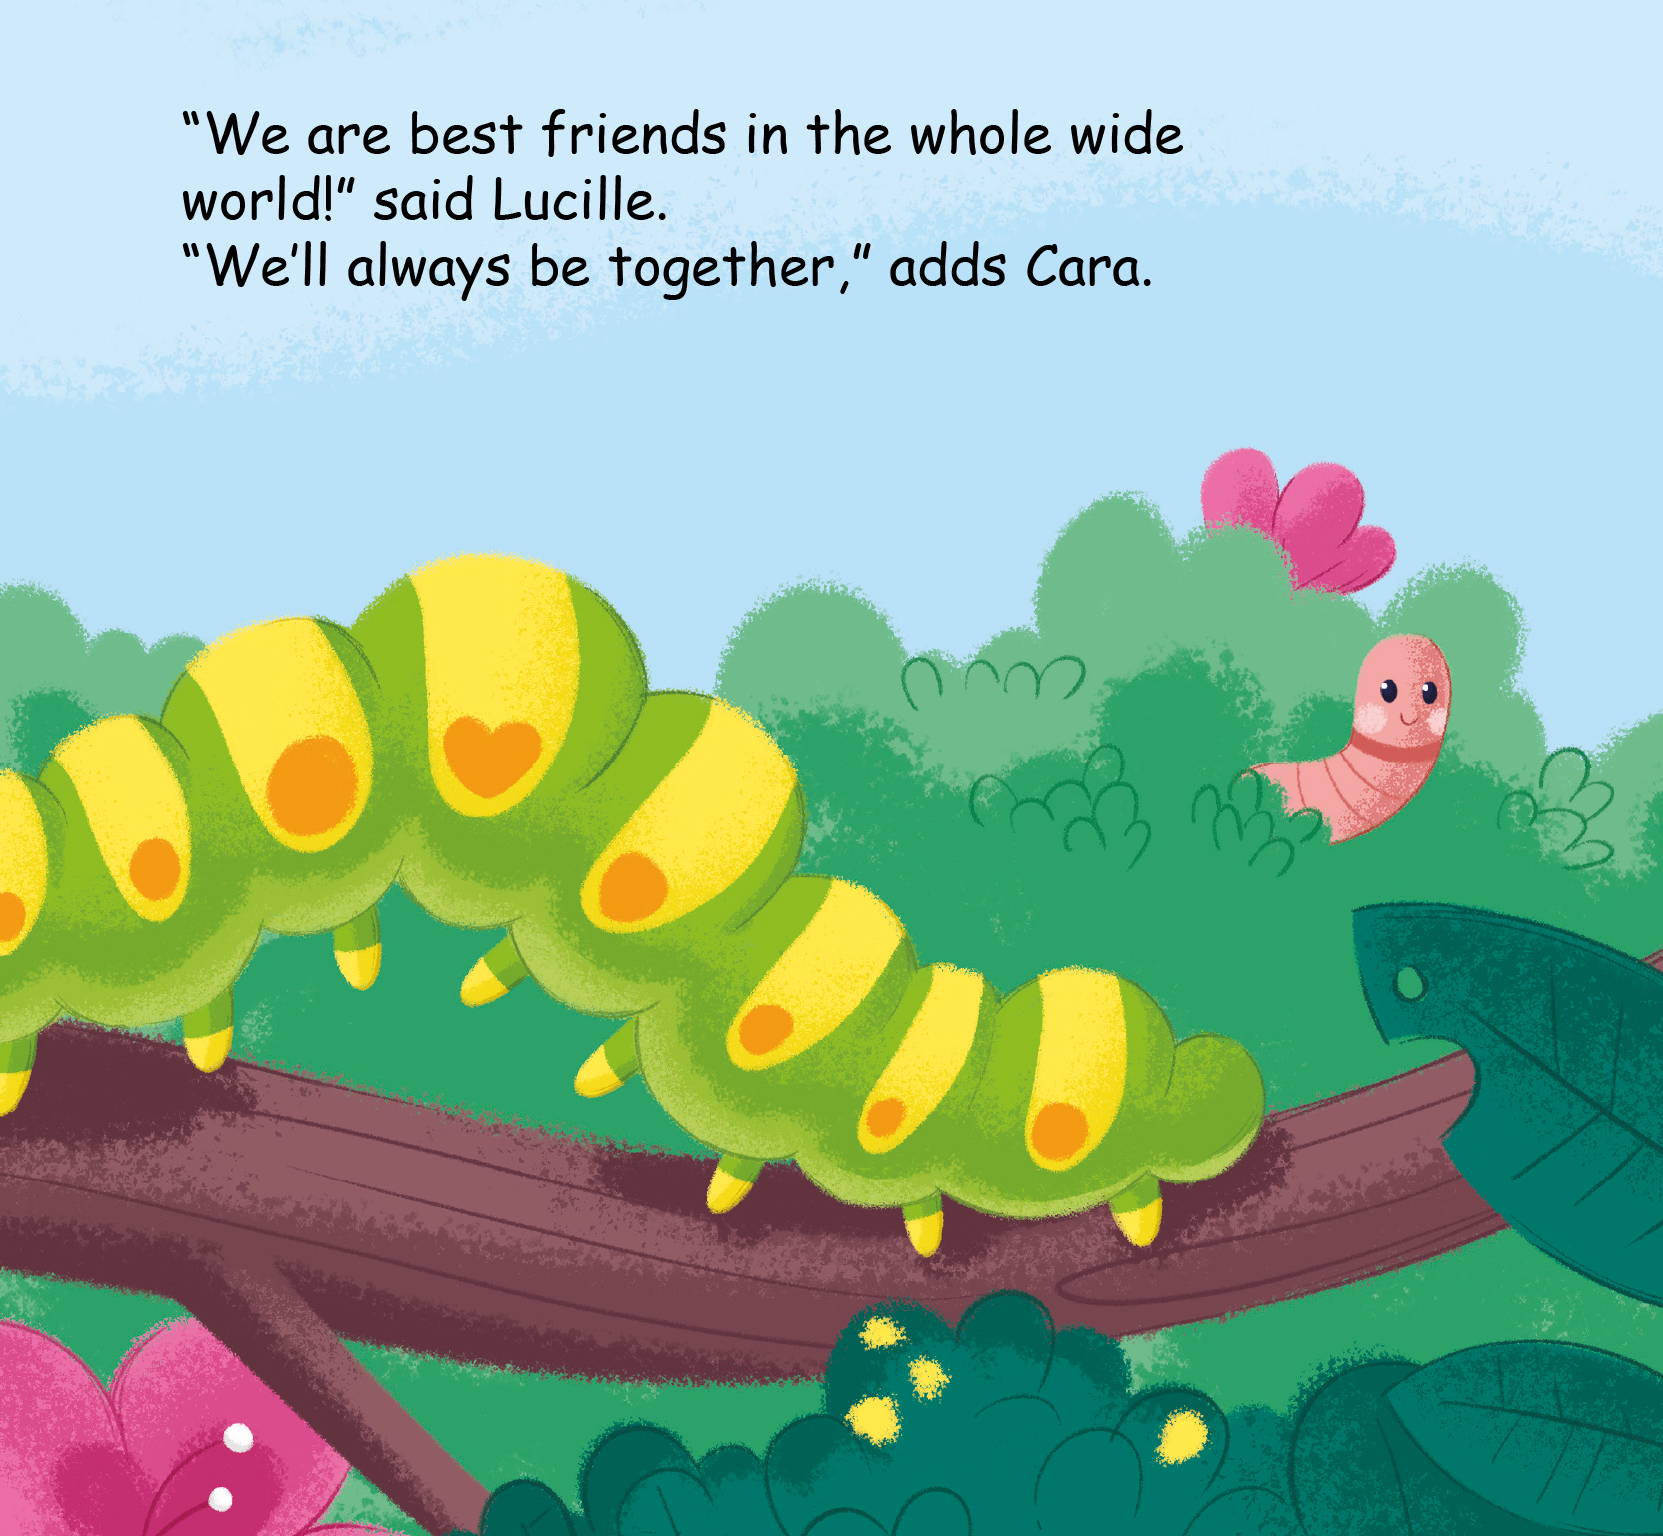 “We are best friends in the whole wide
world!” said Lucille.
“We’ll always be together,” adds Cara.